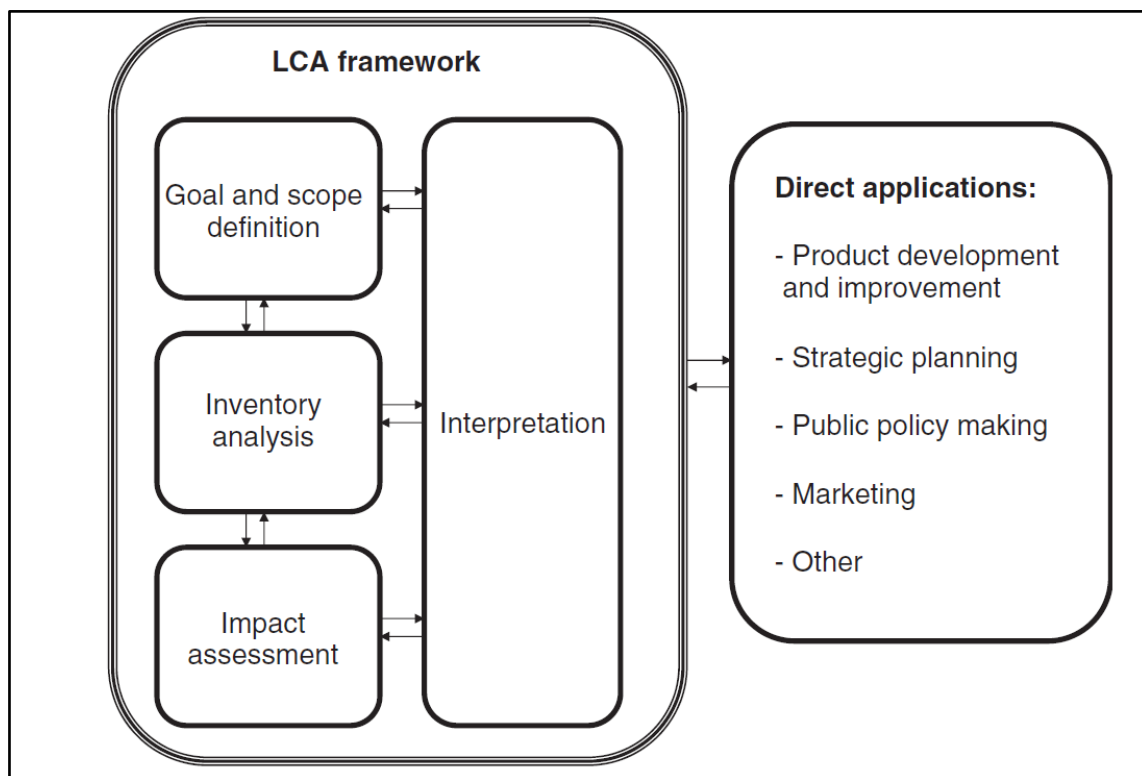 LCA framework
Goal and scope
definition
Inventory
analysis
Impact
assessment
Interpretation
Direct applications:
- Product development
and improvement
- Strategic planning
- Public policy making
- Marketing
- Other